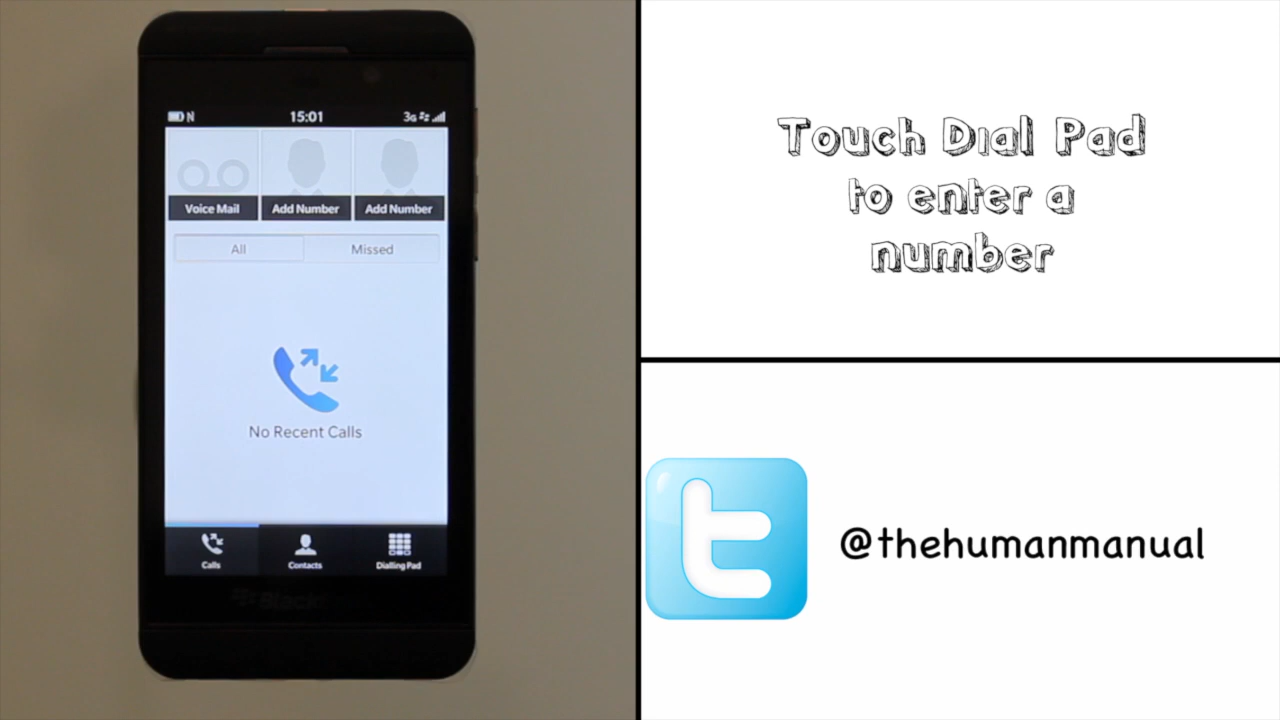 15:01
3G
Voice Mail
Add Number
Add Number
All
Missed
No Recent Calls
Calls
Contacts
Dialling Pad
BlackBerry
Touch Dial Pad
to enter a
number
@thehumanmanual